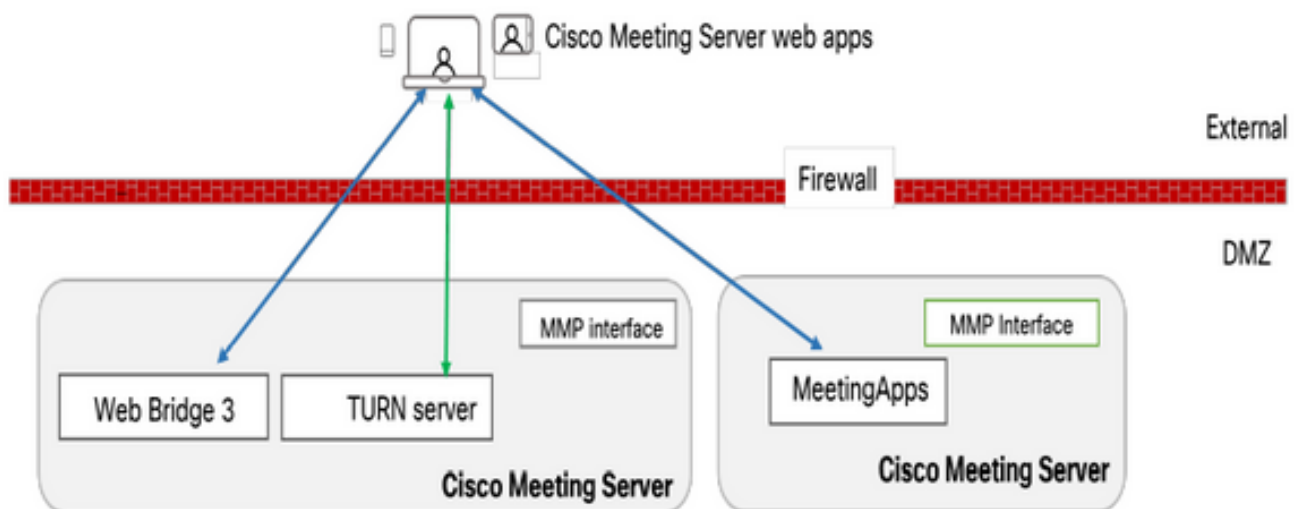 Cisco Meeting Server web apps
External
Firewall
DMZ
MMP interface
Web Bridge 3
TURN server
Cisco Meeting Server
MMP Interface
MeetingApps
Cisco Meeting Server